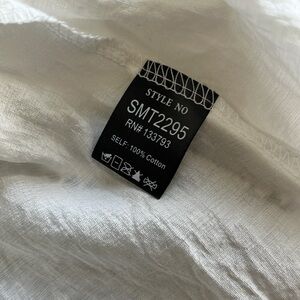 STYLE NO
SMT2295
RN# 133793
SELF: 100% Cotton